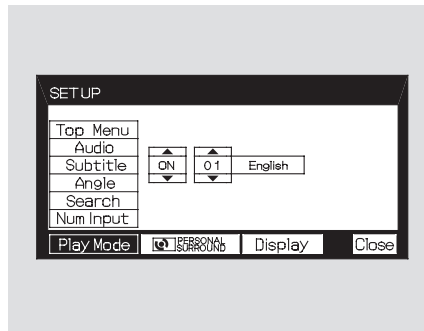 SETUP
Top Menu
Audio
Subtitle ON 01 English
Angle
Search
Num Input
Play Mode PERSONAL SURROUND Display Close